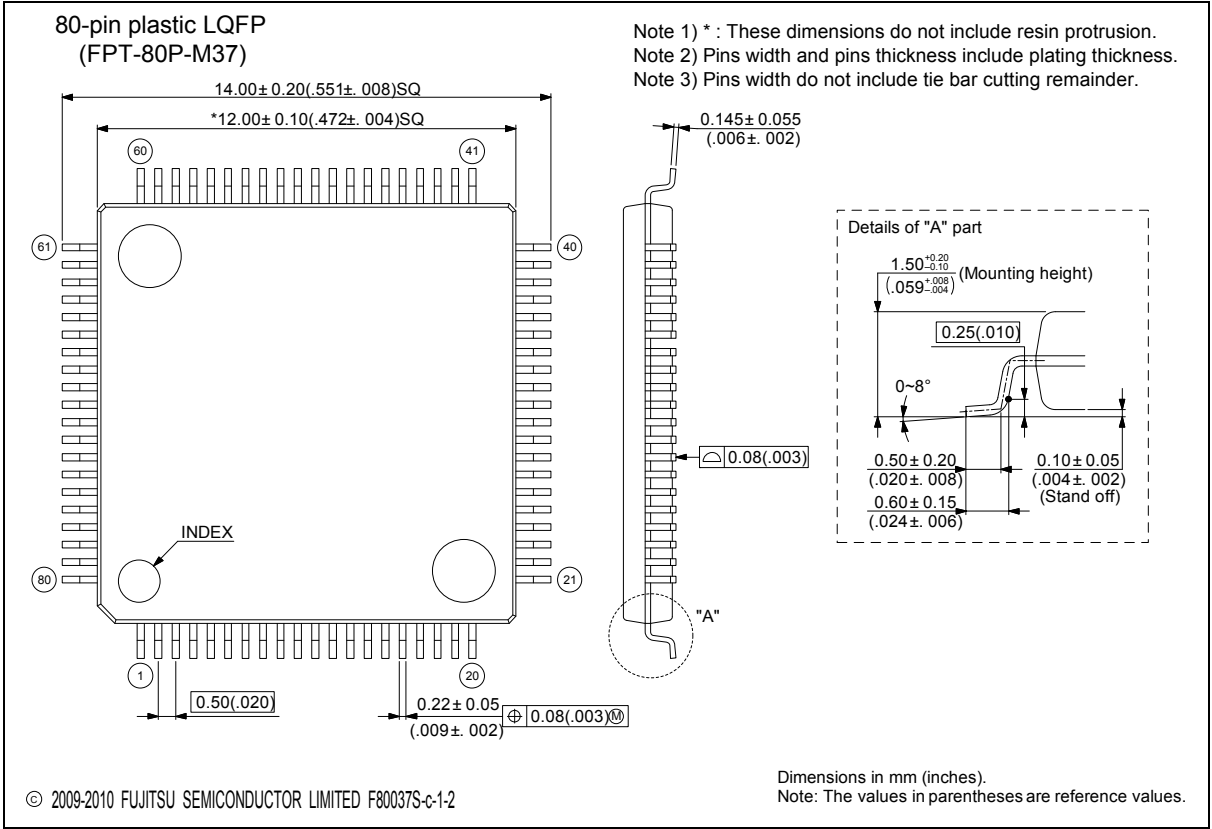 80-pin plastic LQFP
(FPT-80P-M37)
Note 1) * : These dimensions do not include resin protrusion.
Note 2) Pins width and pins thickness include plating thickness.
Note 3) Pins width do not include tie bar cutting remainder.
14.00±0.20(.551±.008)SQ
*12.00±0.10(.472±.004)SQ
60
41
61
40
80
21
INDEX
1
20
0.50(.020)
0.22±0.05
(.009±.002)
⌖ 0.08(.003)Ⓜ
0.145±0.055
(.006±.002)
⌓ 0.08(.003)
"A"
Details of "A" part
1.50 +0.20 –0.10 (Mounting height)
(.059 +.008 –.004)
0.25(.010)
0~8°
0.50±0.20
(.020±.008)
0.60±0.15
(.024±.006)
0.10±0.05
(.004±.002)
(Stand off)
© 2009-2010 FUJITSU SEMICONDUCTOR LIMITED F80037S-c-1-2
Dimensions in mm (inches).
Note: The values in parentheses are reference values.